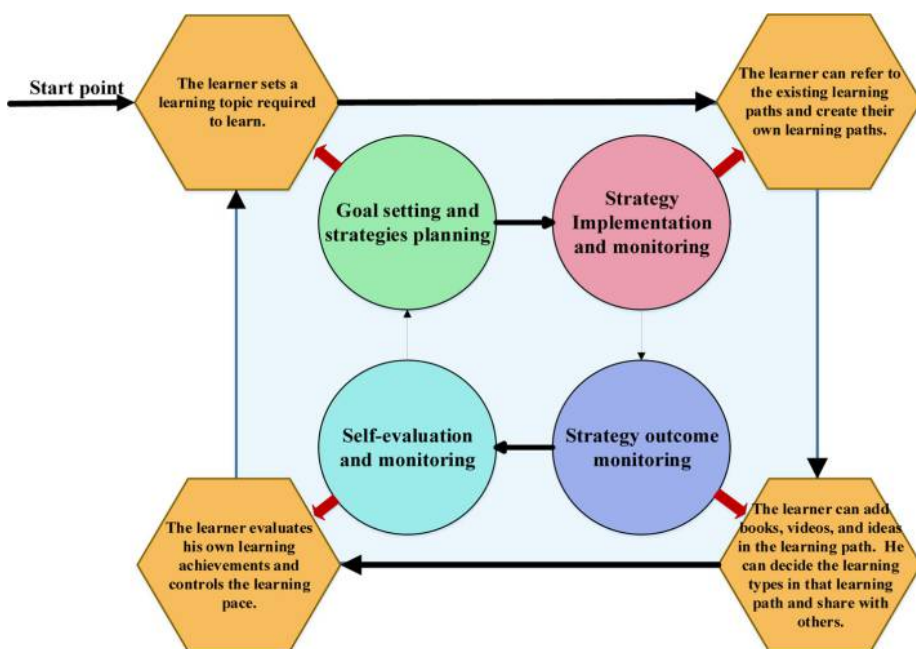 Start point
The learner sets a
learning topic required
to learn.
The learner can refer to
the existing learning
paths and create their
own learning paths.
Goal setting and
strategies planning
Strategy
Implementation
and monitoring
Self-evaluation
and monitoring
Strategy outcome
monitoring
The learner evaluates
his own learning
achievements and
controls the learning
pace.
The learner can add
books, videos, and ideas
in the learning path.  He
can decide the learning
types in that learning
path and share with
others.